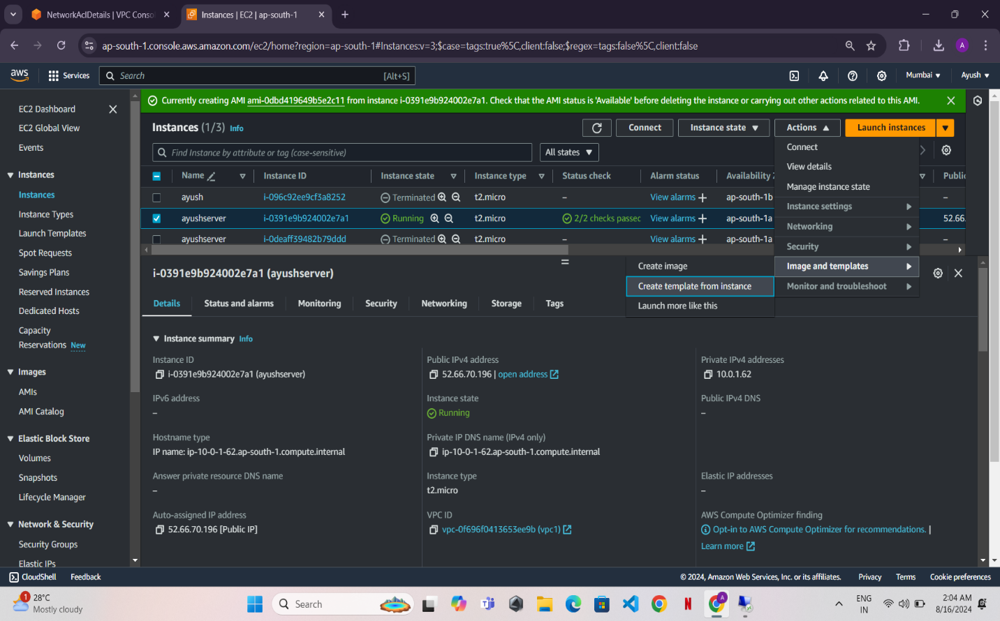 NetworkAclDetails | VPC Conso
Instances | EC2 | ap-south-1
ap-south-1.console.aws.amazon.com/ec2/home?region=ap-south-1#Instances:v=3;$case=tags:true%5C,client:false;$regex=tags:false%5C,client:false
A
aws
Services
Search
[Alt+S]
Mumbai
Ayush
Currently creating AMI ami-0dbd419649b5e2c11 from instance i-0391e9b924002e7a1. Check that the AMI status is 'Available' before deleting the instance or carrying out other actions related to this AMI.
EC2 Dashboard
EC2 Global View
Events
Instances
Instances
Instance Types
Launch Templates
Spot Requests
Savings Plans
Reserved Instances
Dedicated Hosts
Capacity
Reservations New
Images
AMIs
AMI Catalog
Elastic Block Store
Volumes
Snapshots
Lifecycle Manager
Network & Security
Security Groups
Elastic IPs
Instances (1/3) Info
Connect
Instance state
Actions
Launch instances
Find Instance by attribute or tag (case-sensitive)
All states
Name Instance ID Instance state Instance type Status check Alarm status Availability Public
ayush i-096c92ee9cf3a8252 Terminated t2.micro – View alarms + ap-south-1b –
ayushserver i-0391e9b924002e7a1 Running t2.micro 2/2 checks passec View alarms + ap-south-1a 52.66.
ayushserver i-0deaff39482b79ddd Terminated t2.micro – View alarms + ap-south-1a –
Connect
View details
Manage instance state
Instance settings
Networking
Security
Image and templates
Monitor and troubleshoot
Create image
Create template from instance
Launch more like this
i-0391e9b924002e7a1 (ayushserver)
Details Status and alarms Monitoring Security Networking Storage Tags
Instance summary Info
Instance ID
i-0391e9b924002e7a1 (ayushserver)
Public IPv4 address
52.66.70.196 | open address
Private IPv4 addresses
10.0.1.62
IPv6 address
–
Instance state
Running
Public IPv4 DNS
–
Hostname type
IP name: ip-10-0-1-62.ap-south-1.compute.internal
Private IP DNS name (IPv4 only)
ip-10-0-1-62.ap-south-1.compute.internal
Answer private resource DNS name
–
Instance type
t2.micro
Elastic IP addresses
–
Auto-assigned IP address
52.66.70.196 [Public IP]
VPC ID
vpc-0f696f0413653ee9b (vpc1)
AWS Compute Optimizer finding
Opt-in to AWS Compute Optimizer for recommendations. |
Learn more
CloudShell Feedback
© 2024, Amazon Web Services, Inc. or its affiliates. Privacy Terms Cookie preferences
1
28°C
Mostly cloudy
Search
N
A
ENG
IN
2:04 AM
8/16/2024